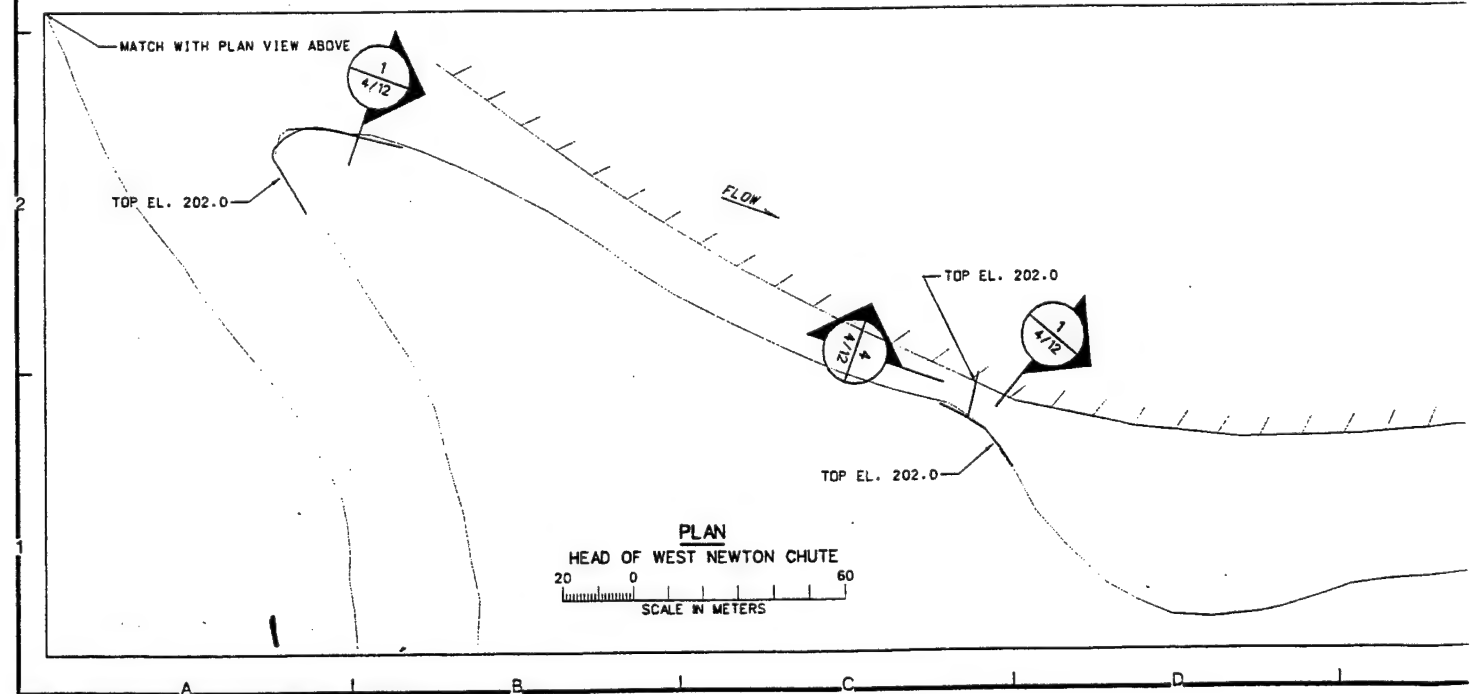 MATCH WITH PLAN VIEW ABOVE
1
4/12
2
TOP EL. 202.0
FLOW
TOP EL. 202.0
4
4/12
1
4/12
TOP EL. 202.0
1
PLAN
HEAD OF WEST NEWTON CHUTE
20 0 60
SCALE IN METERS
A B C D